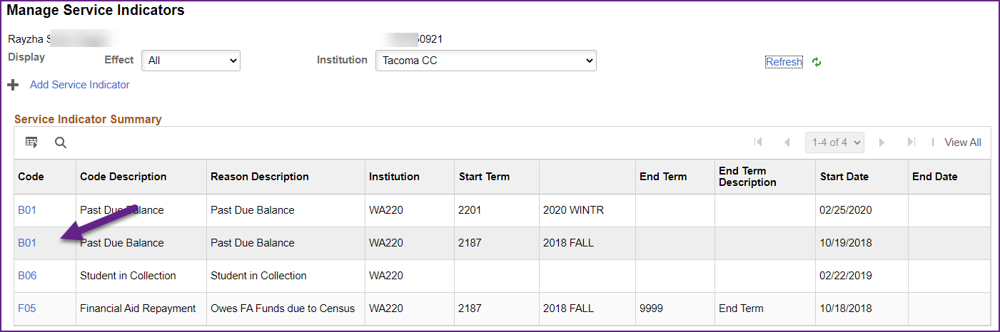 Manage Service Indicators
Rayzha 50921
Display Effect All Institution Tacoma CC Refresh
Add Service Indicator
Service Indicator Summary
1-4 of 4 View All
Code Code Description Reason Description Institution Start Term End Term End Term Description Start Date End Date
B01 Past Due Balance Past Due Balance WA220 2201 2020 WINTR 02/25/2020
B01 Past Due Balance Past Due Balance WA220 2187 2018 FALL 10/19/2018
B06 Student in Collection Student in Collection WA220 02/22/2019
F05 Financial Aid Repayment Owes FA Funds due to Census WA220 2187 2018 FALL 9999 End Term 10/18/2018